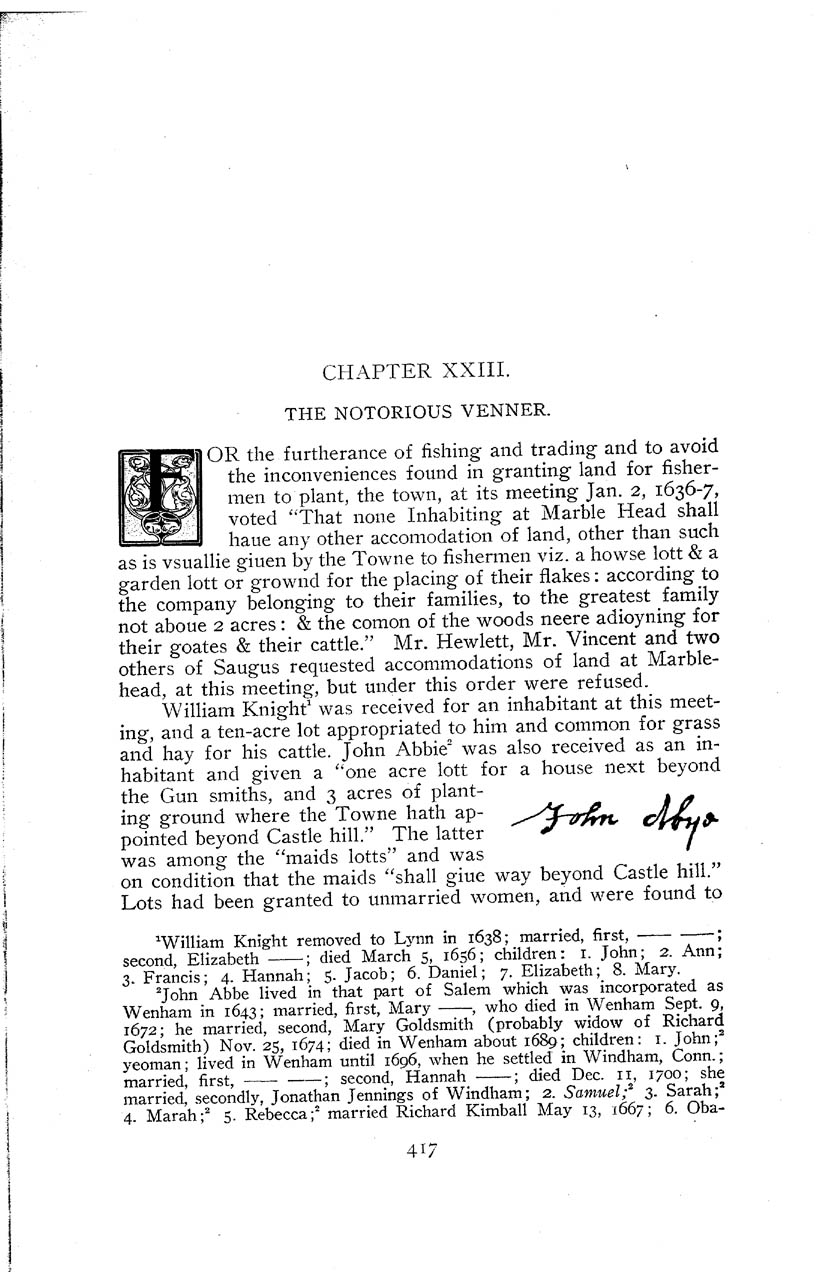 CHAPTER XXIII.
THE NOTORIOUS VENNER.
FOR the furtherance of fishing and trading and to avoid
the inconveniences found in granting land for fisher-
men to plant, the town, at its meeting Jan. 2, 1636-7,
voted "That none Inhabiting at Marble Head shall
haue any other accomodation of land, other than such
as is vsuallie giuen by the Towne to fishermen viz. a howse lott & a
garden lott or grownd for the placing of their flakes: according to
the company belonging to their families, to the greatest family
not aboue 2 acres: & the comon of the woods neere adioyning for
their goates & their cattle." Mr. Hewlett, Mr. Vincent and two
others of Saugus requested accommodations of land at Marble-
head, at this meeting, but under this order were refused.
William Knight¹ was received for an inhabitant at this meet-
ing, and a ten-acre lot appropriated to him and common for grass
and hay for his cattle. John Abbie² was also received as an in-
habitant and given a "one acre lott for a house next beyond
the Gun smiths, and 3 acres of plant-
ing ground where the Towne hath ap-
pointed beyond Castle hill." The latter
was among the "maids lotts" and was
John Abye
on condition that the maids "shall giue way beyond Castle hill."
Lots had been granted to unmarried women, and were found to
¹William Knight removed to Lynn in 1638; married, first, —— ——;
second, Elizabeth ——; died March 5, 1656; children: 1. John; 2. Ann;
3. Francis; 4. Hannah; 5. Jacob; 6. Daniel; 7. Elizabeth; 8. Mary.
²John Abbe lived in that part of Salem which was incorporated as
Wenham in 1643; married, first, Mary ——, who died in Wenham Sept. 9,
1672; he married, second, Mary Goldsmith (probably widow of Richard
Goldsmith) Nov. 25, 1674; died in Wenham about 1689; children: 1. John;²
yeoman; lived in Wenham until 1696, when he settled in Windham, Conn.;
married, first, —— ——; second, Hannah ——; died Dec. 11, 1700; she
married, secondly, Jonathan Jennings of Windham; 2. Samuel;² 3. Sarah;²
4. Marah;² 5. Rebecca;² married Richard Kimball May 13, 1667; 6. Oba-
417